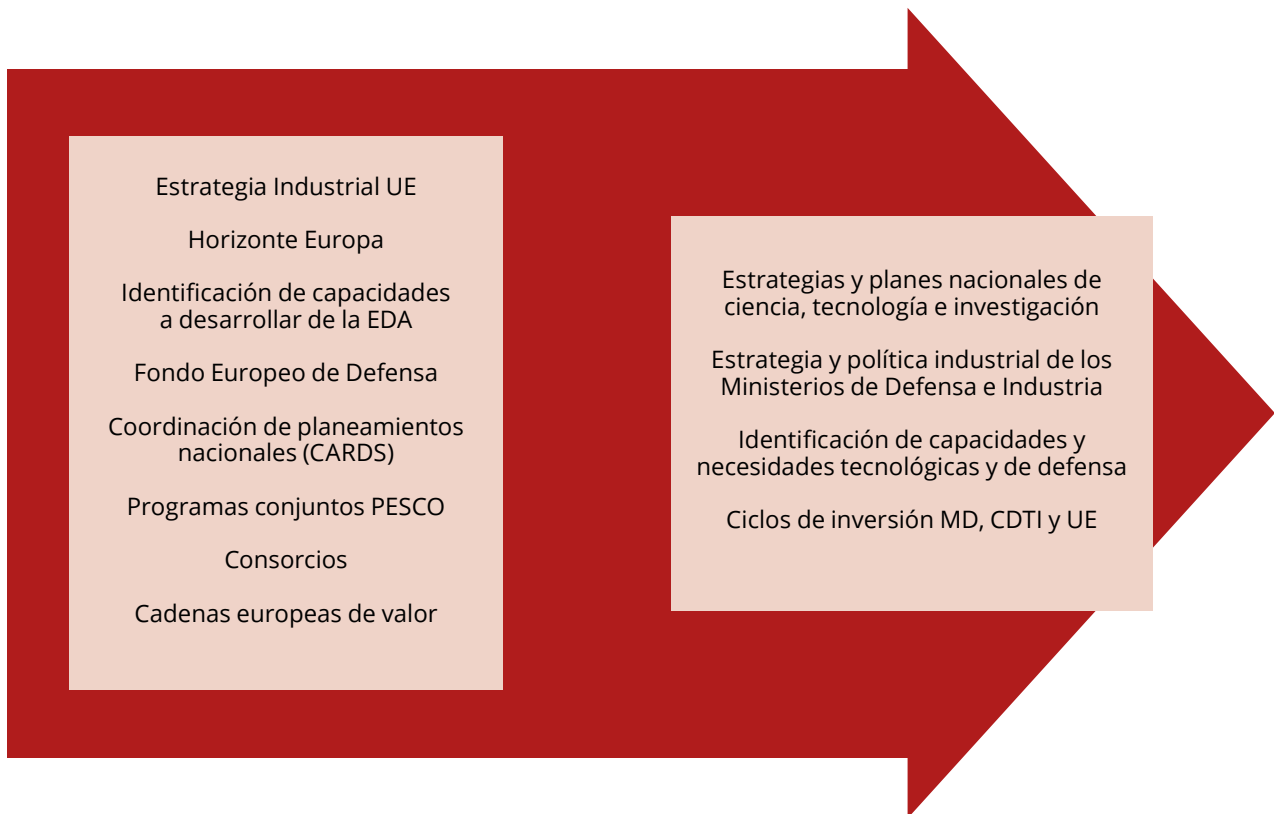 Estrategia Industrial UE
Horizonte Europa
Identificación de capacidades
a desarrollar de la EDA
Fondo Europeo de Defensa
Coordinación de planeamientos
nacionales (CARDS)
Programas conjuntos PESCO
Consorcios
Cadenas europeas de valor
Estrategias y planes nacionales de
ciencia, tecnología e investigación
Estrategia y política industrial de los
Ministerios de Defensa e Industria
Identificación de capacidades y
necesidades tecnológicas y de defensa
Ciclos de inversión MD, CDTI y UE